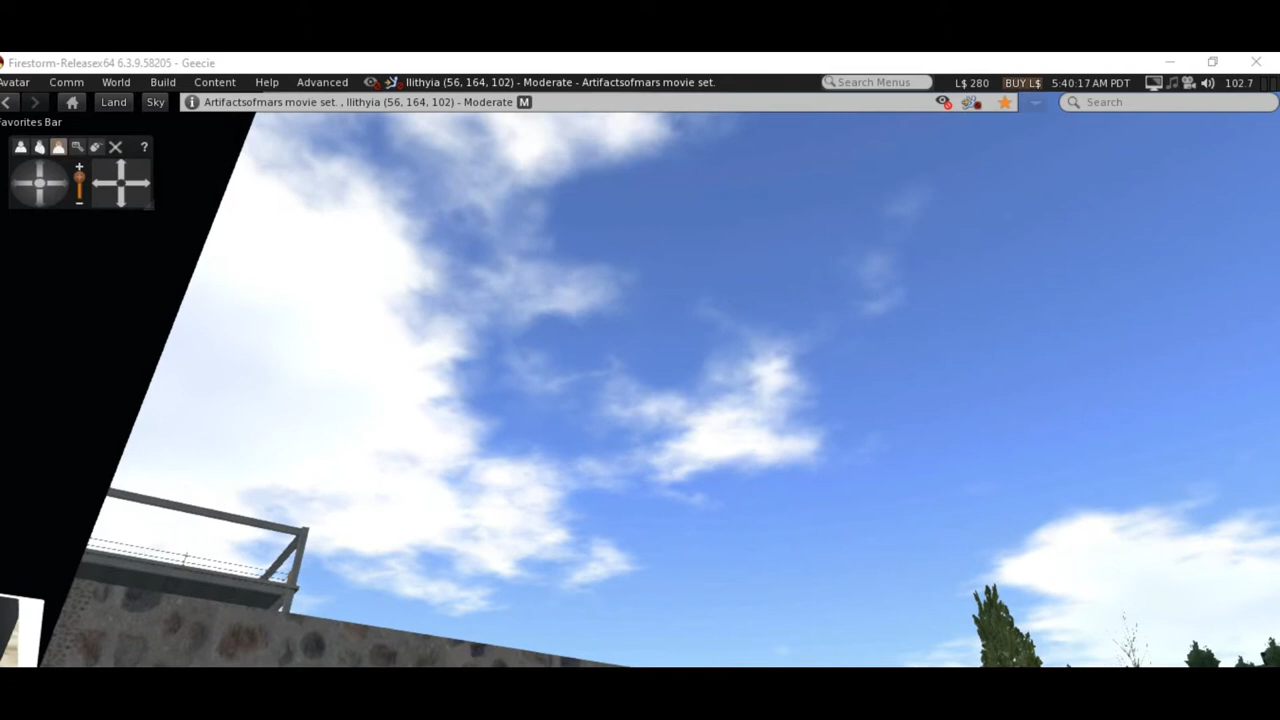 Firestorm-Releasex64 6.3.9.58205 - Geecie
Avatar Comm World Build Content Help Advanced Ilithyia (56, 164, 102) - Moderate - Artifactsofmars movie set. Search Menus L$ 280 BUY L$ 5:40:17 AM PDT 102.7
Land Sky Artifactsofmars movie set. , Ilithyia (56, 164, 102) - Moderate M Search
Favorites Bar
?